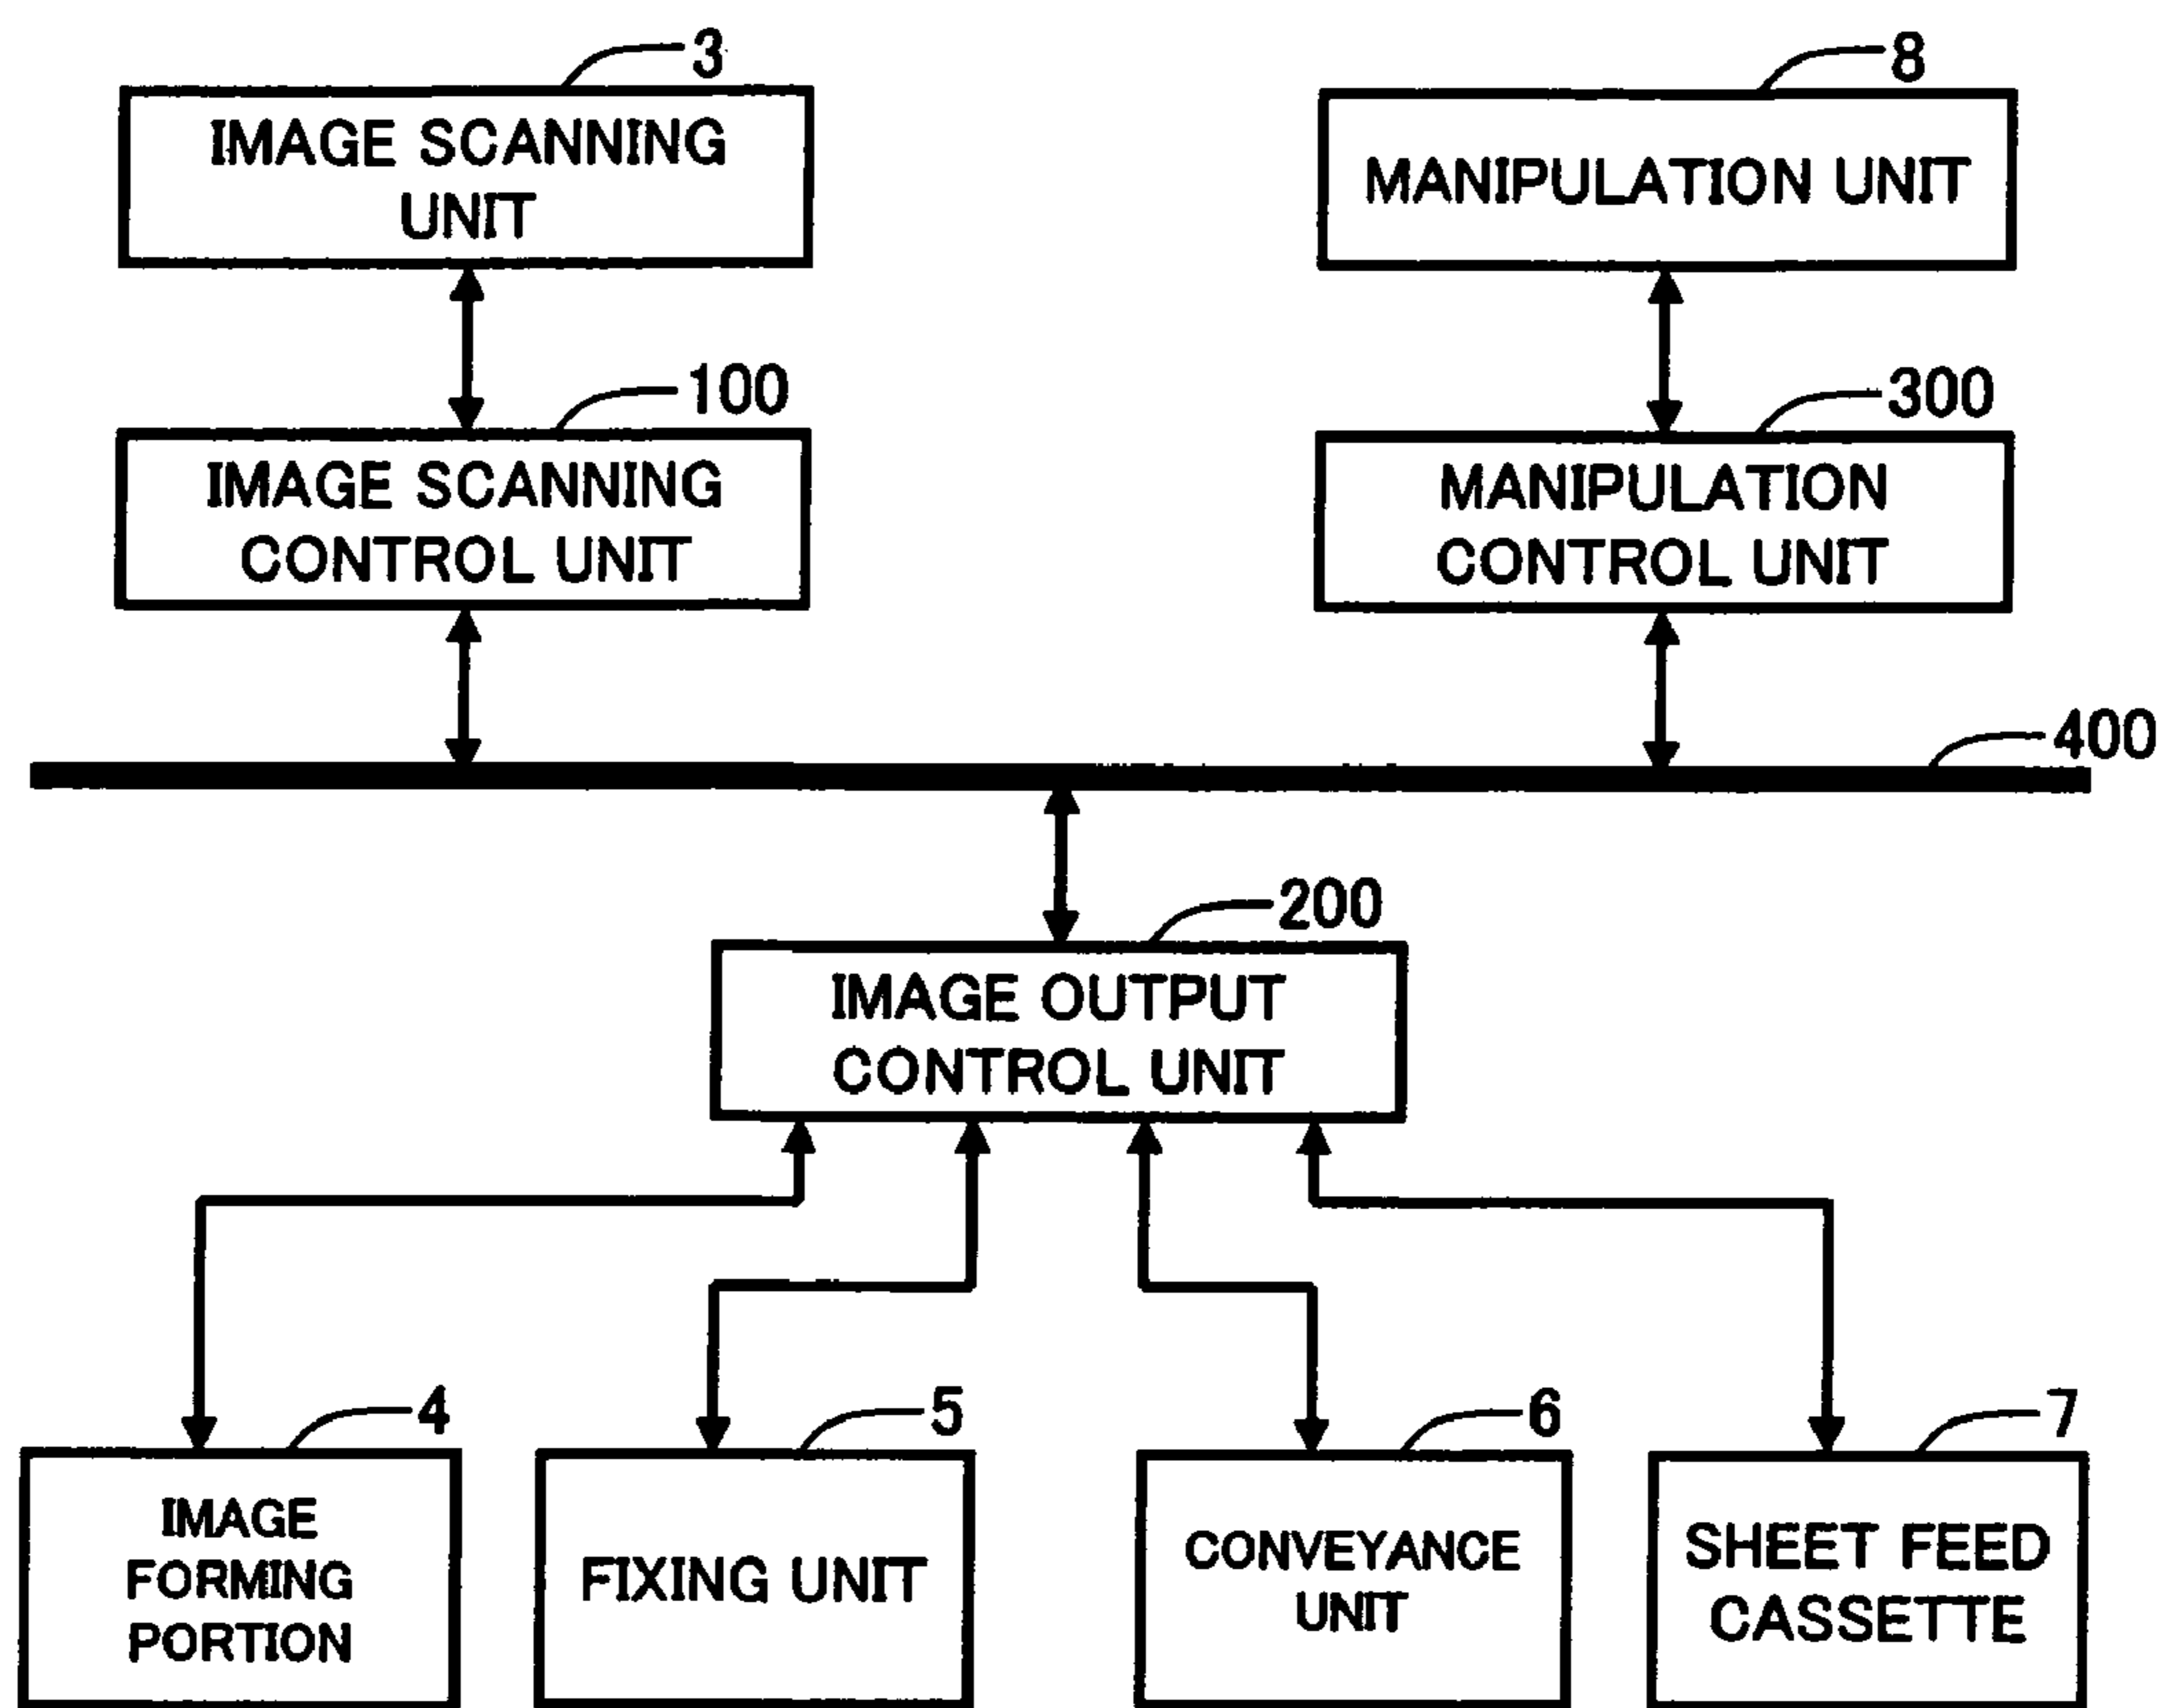 3
IMAGE SCANNING
UNIT
8
MANIPULATION UNIT
100
IMAGE SCANNING
CONTROL UNIT
300
MANIPULATION
CONTROL UNIT
400
200
IMAGE OUTPUT
CONTROL UNIT
4
IMAGE
FORMING
PORTION
5
FIXING UNIT
6
CONVEYANCE
UNIT
7
SHEET FEED
CASSETTE